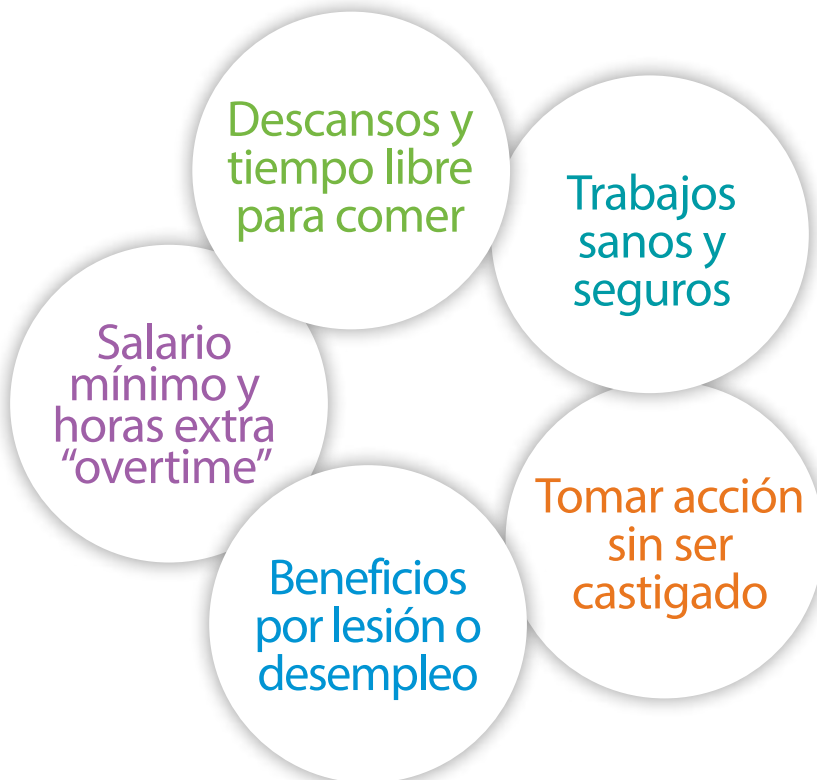 Descansos y
tiempo libre
para comer
Trabajos
sanos y
seguros
Salario
mínimo y
horas extra
“overtime”
Tomar acción
sin ser
castigado
Beneficios
por lesión o
desempleo